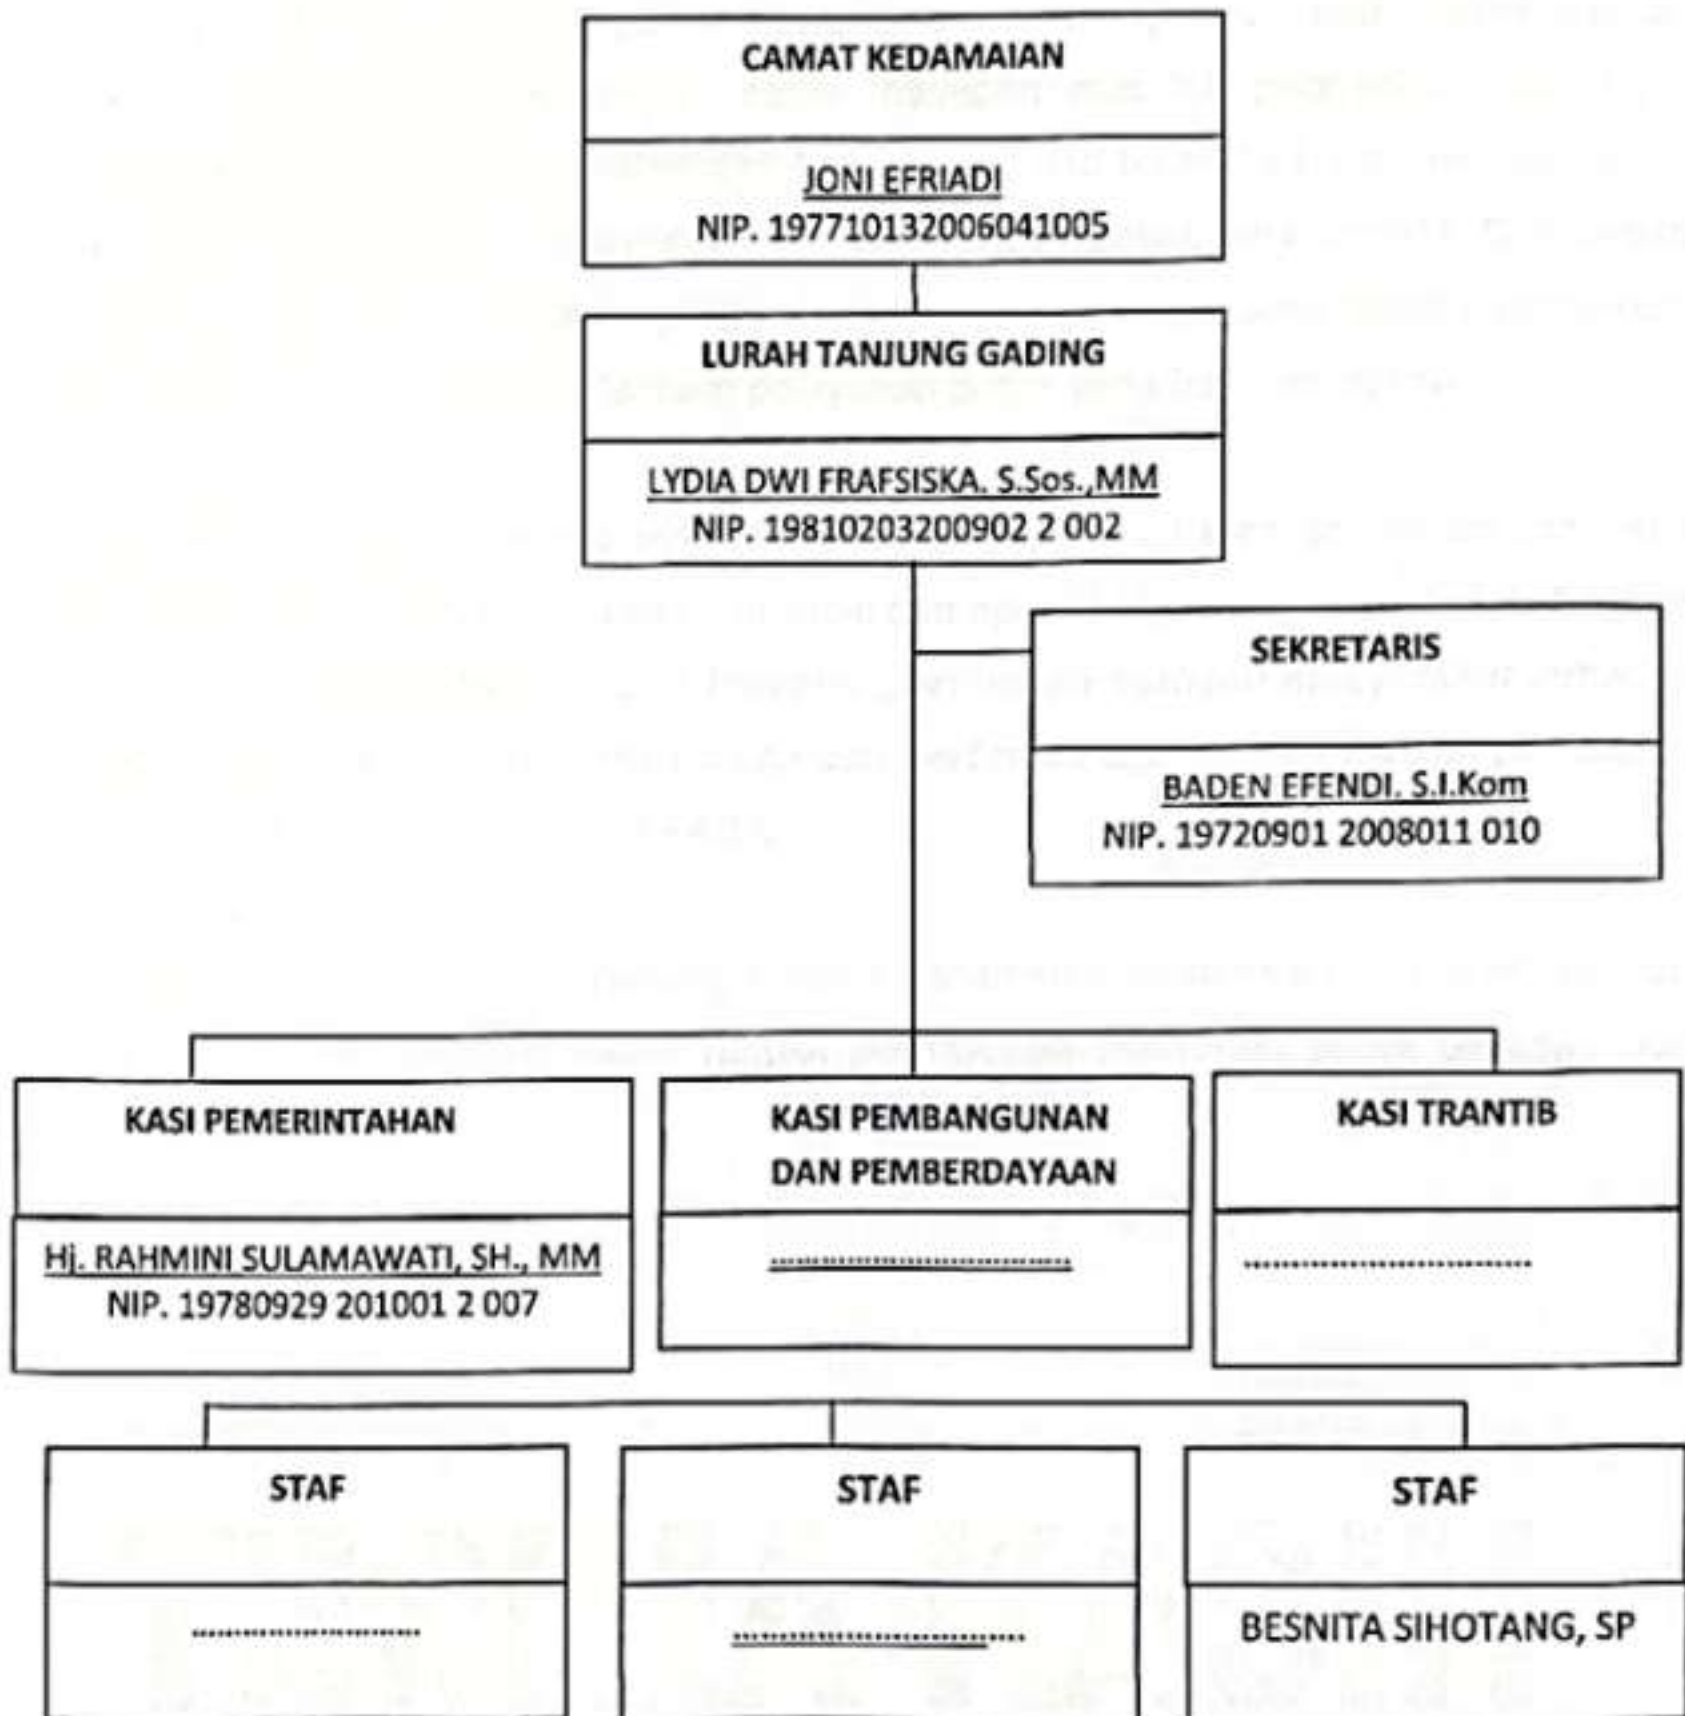 CAMAT KEDAMAIAN
JONI EFRIADI
NIP. 197710132006041005
LURAH TANJUNG GADING
LYDIA DWI FRAFSISKA. S.Sos.,MM
NIP. 19810203200902 2 002
SEKRETARIS
BADEN EFENDI. S.I.Kom
NIP. 19720901 2008011 010
KASI PEMERINTAHAN
Hj. RAHMINI SULAMAWATI, SH., MM
NIP. 19780929 201001 2 007
KASI PEMBANGUNAN
DAN PEMBERDAYAAN
..................................
KASI TRANTIB
..................................
STAF
..........................
STAF
..................................
STAF
BESNITA SIHOTANG, SP